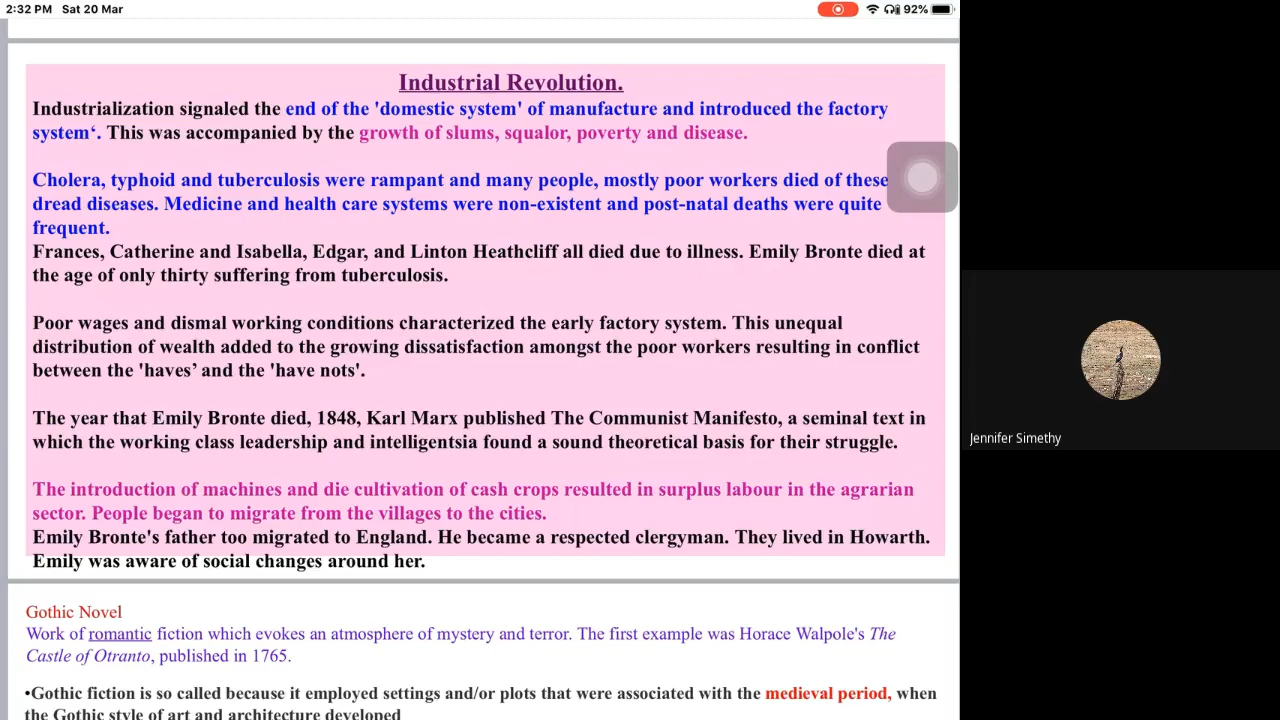 2:32 PM Sat 20 Mar
92%
Industrial Revolution.
Industrialization signaled the end of the 'domestic system' of manufacture and introduced the factory
system‘. This was accompanied by the growth of slums, squalor, poverty and disease.
Cholera, typhoid and tuberculosis were rampant and many people, mostly poor workers died of these
dread diseases. Medicine and health care systems were non-existent and post-natal deaths were quite
frequent.
Frances, Catherine and Isabella, Edgar, and Linton Heathcliff all died due to illness. Emily Bronte died at
the age of only thirty suffering from tuberculosis.
Poor wages and dismal working conditions characterized the early factory system. This unequal
distribution of wealth added to the growing dissatisfaction amongst the poor workers resulting in conflict
between the 'haves’ and the 'have nots'.
The year that Emily Bronte died, 1848, Karl Marx published The Communist Manifesto, a seminal text in
which the working class leadership and intelligentsia found a sound theoretical basis for their struggle.
The introduction of machines and die cultivation of cash crops resulted in surplus labour in the agrarian
sector. People began to migrate from the villages to the cities.
Emily Bronte's father too migrated to England. He became a respected clergyman. They lived in Howarth.
Emily was aware of social changes around her.
Gothic Novel
Work of romantic fiction which evokes an atmosphere of mystery and terror. The first example was Horace Walpole's The
Castle of Otranto, published in 1765.
•Gothic fiction is so called because it employed settings and/or plots that were associated with the medieval period, when
the Gothic style of art and architecture developed
Jennifer Simethy